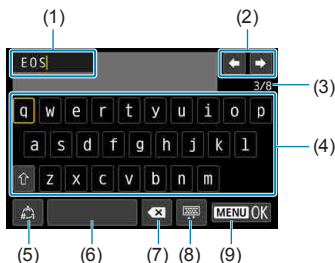 (1) (2)
EOS
3/8 (3)
q w e r t y u i o p
a s d f g h j k l (4)
z x c v b n m
MENU OK
(5) (6) (7) (8) (9)